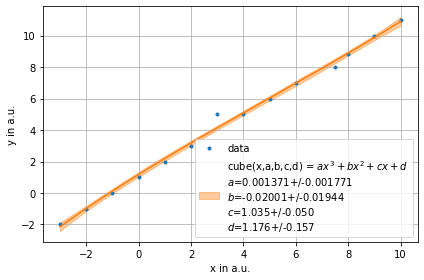 10
8
6
4
2
0
−2
y in a.u.
data
cube(x,a,b,c,d) = ax³ + bx² + cx + d
a=0.001371+/-0.001771
b=-0.02001+/-0.01944
c=1.035+/-0.050
d=1.176+/-0.157
−2 0 2 4 6 8 10
x in a.u.